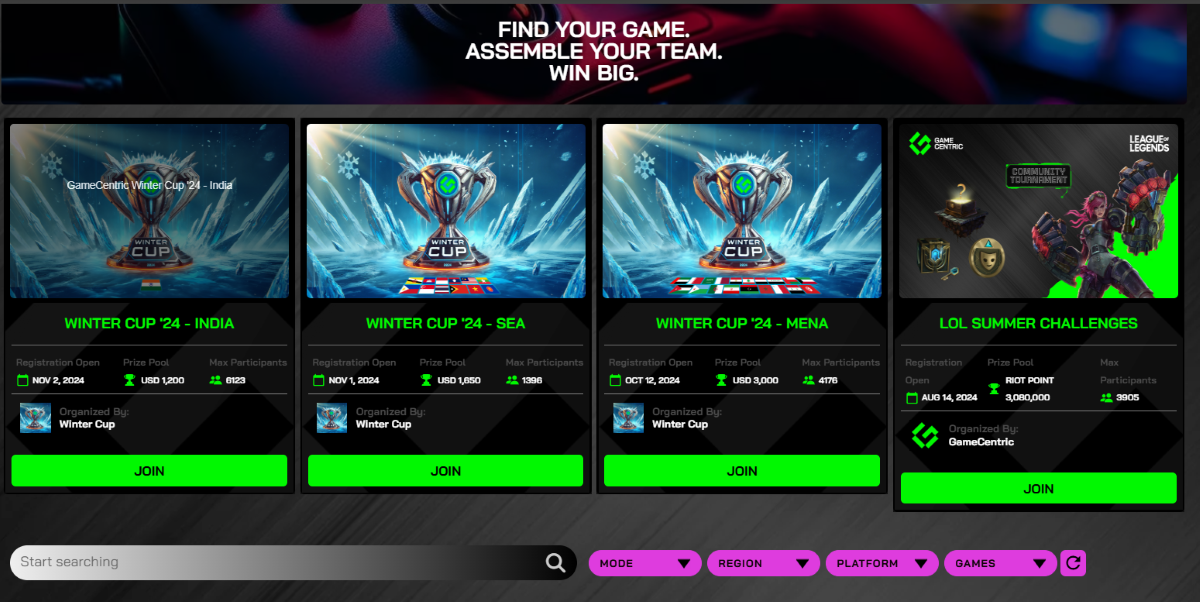 FIND YOUR GAME.
ASSEMBLE YOUR TEAM.
WIN BIG.
GameCentric Winter Cup '24 - India
WINTER
CUP
WINTER CUP '24 - INDIA
Registration Open
Prize Pool
Max Participants
NOV 2, 2024
USD 1,200
6123
Organized By:
Winter Cup
JOIN
WINTER
CUP
WINTER CUP '24 - SEA
Registration Open
Prize Pool
Max Participants
NOV 1, 2024
USD 1,650
1396
Organized By:
Winter Cup
JOIN
WINTER
CUP
WINTER CUP '24 - MENA
Registration Open
Prize Pool
Max Participants
OCT 12, 2024
USD 3,000
4176
Organized By:
Winter Cup
JOIN
GAME
CENTRIC
LEAGUE OF
LEGENDS
COMMUNITY
TOURNAMENT
LOL SUMMER CHALLENGES
Registration
Open
AUG 14, 2024
Prize Pool
RIOT POINT
3,080,000
Max
Participants
3905
Organized By:
GameCentric
JOIN
Start searching
MODE
REGION
PLATFORM
GAMES